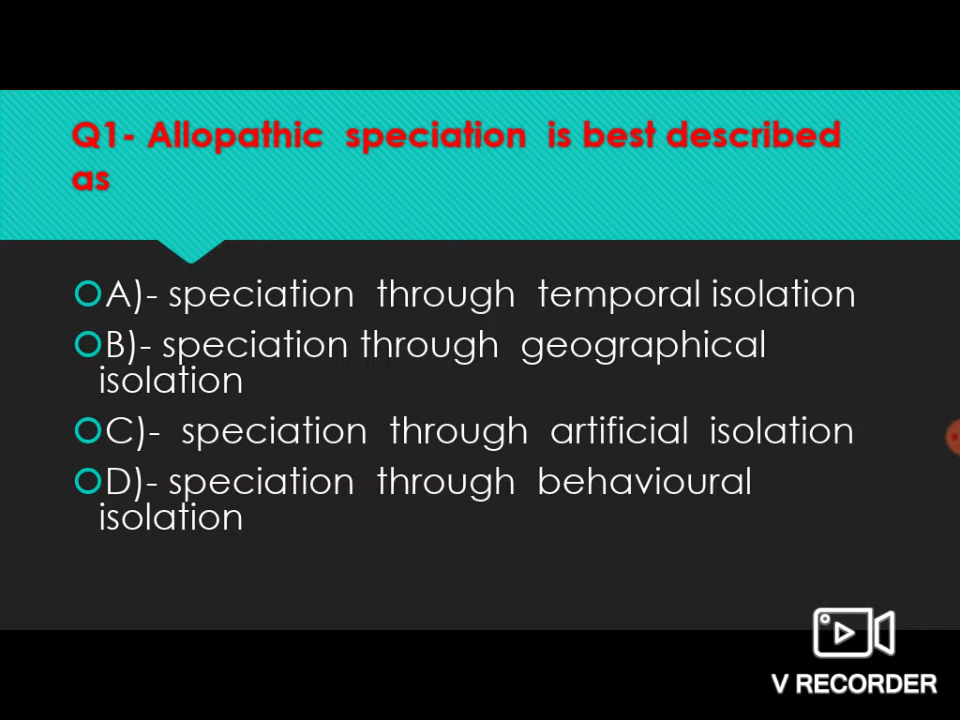 Q1- Allopathic speciation is best described
as
A)- speciation through temporal isolation
B)- speciation through geographical
isolation
C)- speciation through artificial isolation
D)- speciation through behavioural
isolation
V RECORDER